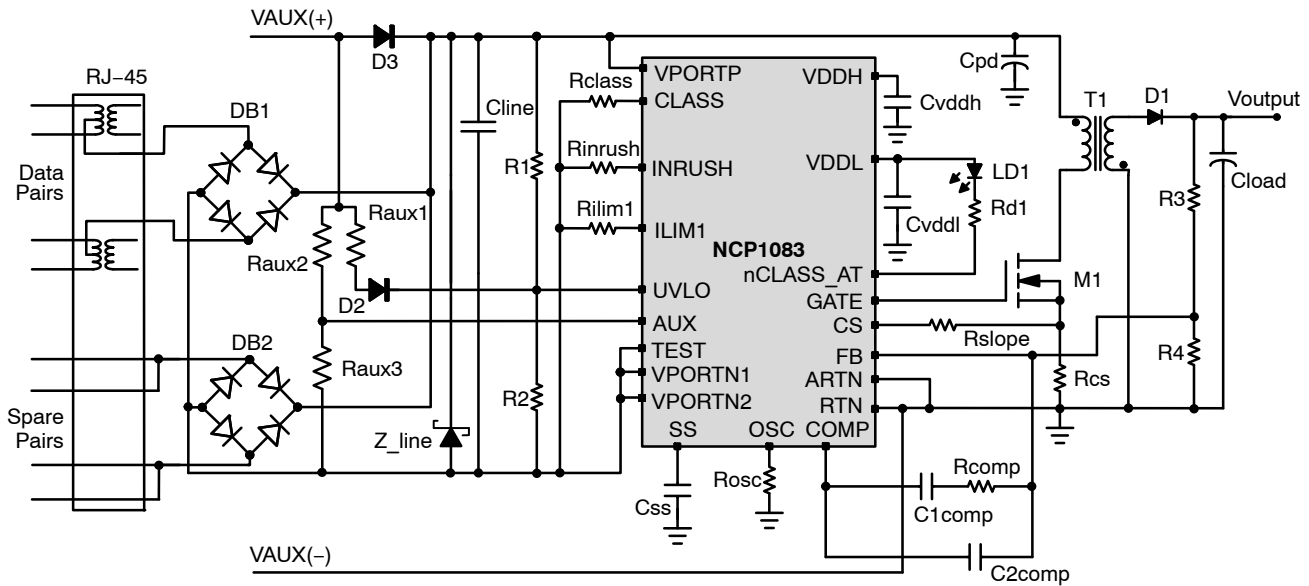 VAUX(+)
D3
RJ−45
DB1
Data
Pairs
Raux1
Raux2
D2
DB2
Raux3
Spare
Pairs
Z_line
Cline
R1
R2
Rclass
Rinrush
Rilim1
VPORTP
CLASS
INRUSH
ILIM1
NCP1083
UVLO
AUX
TEST
VPORTN1
VPORTN2
SS
OSC
COMP
VDDH
VDDL
nCLASS_AT
GATE
CS
FB
ARTN
RTN
Cvddh
Cvddl
LD1
Rd1
Cpd
T1
D1
Voutput
Cload
R3
R4
M1
Rslope
Rcs
Css
Rosc
Rcomp
C1comp
C2comp
VAUX(−)